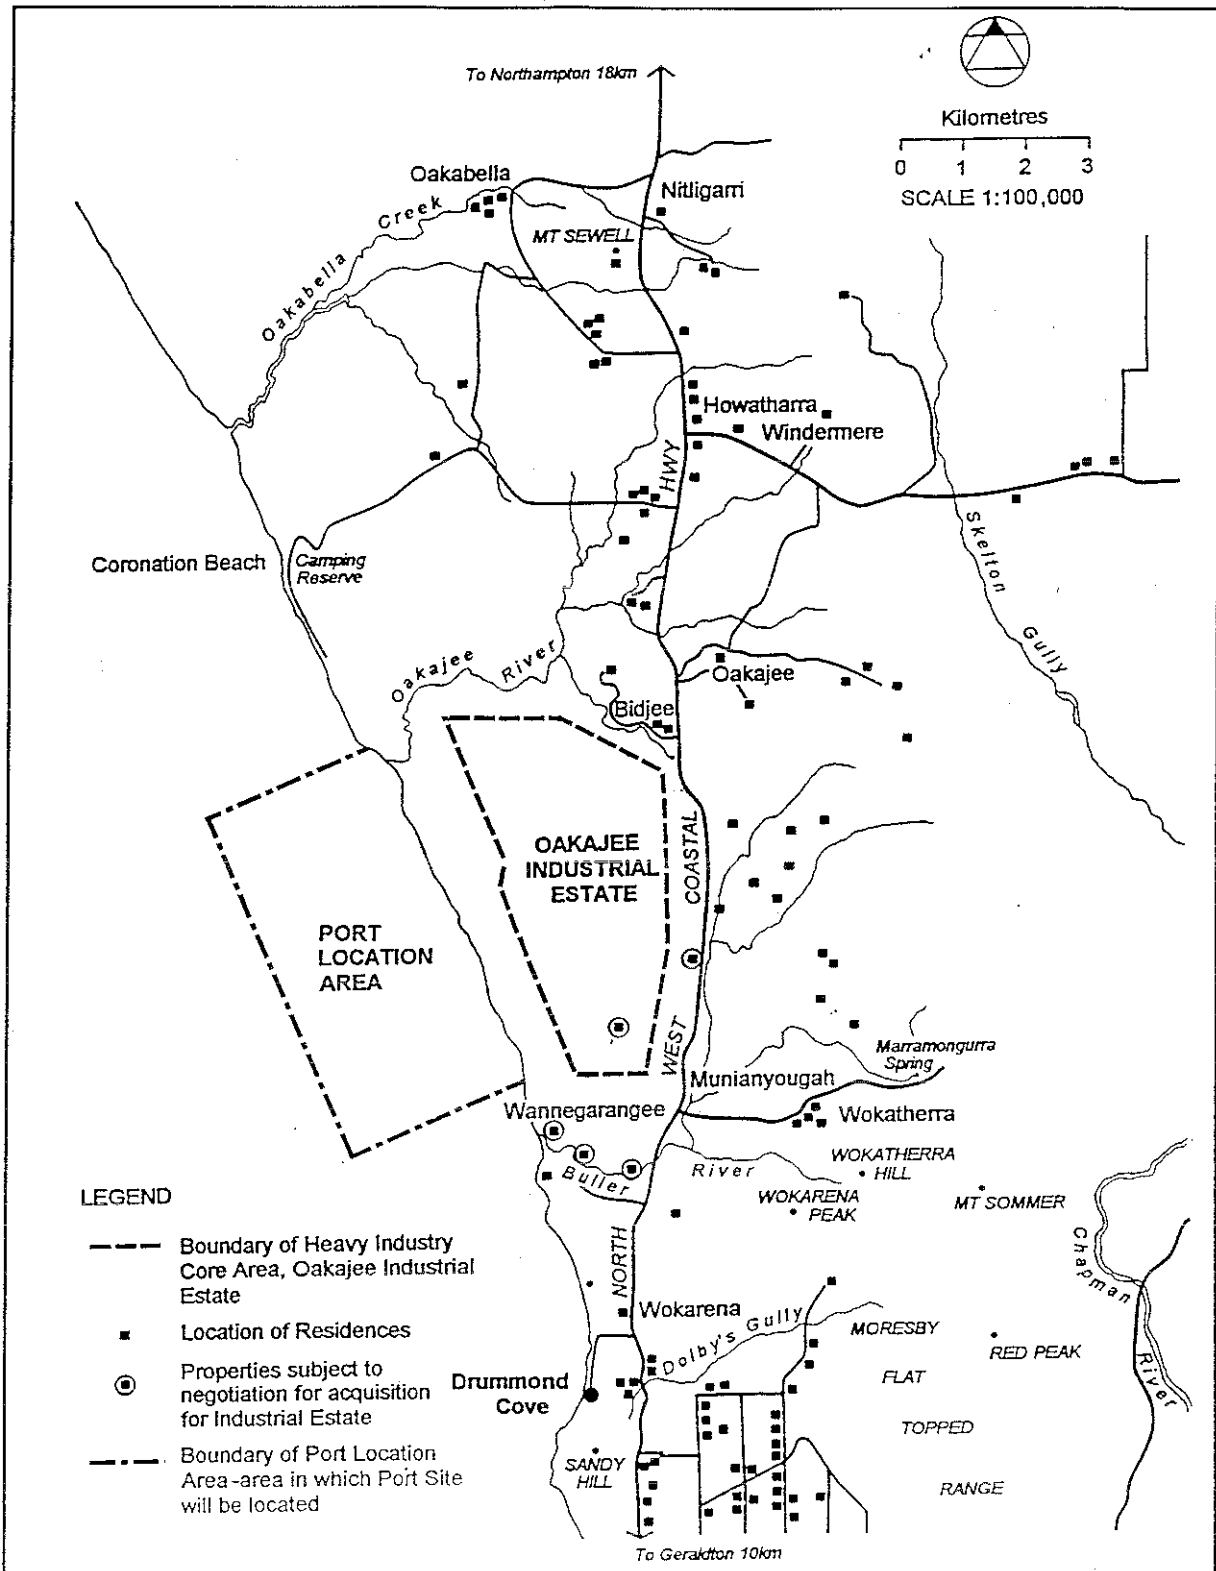 To Northampton 18km
Kilometres
0 1 2 3
SCALE 1:100,000
Oakabella
Nitligarri
Oakabella Creek
MT SEWELL
Howatharra
Windermere
HWY
Coronation Beach
Camping
Reserve
Skelton Gully
Oakajee River
Oakajee
Bidjee
OAKAJEE
INDUSTRIAL
ESTATE
COASTAL
PORT
LOCATION
AREA
WEST
Marramongurra
Spring
Munianyougah
Wannegarangee
Wokatherra
WOKATHERRA
HILL
Buller River
WOKARENA
PEAK
MT SOMMER
Chapman River
NORTH
Wokarena
Dolby's Gully
MORESBY
FLAT
TOPPED
RANGE
RED PEAK
Drummond
Cove
SANDY
HILL
To Geraldton 10km
LEGEND
Boundary of Heavy Industry
Core Area, Oakajee Industrial
Estate
Location of Residences
Properties subject to
negotiation for acquisition
for Industrial Estate
Boundary of Port Location
Area-area in which Port Site
will be located